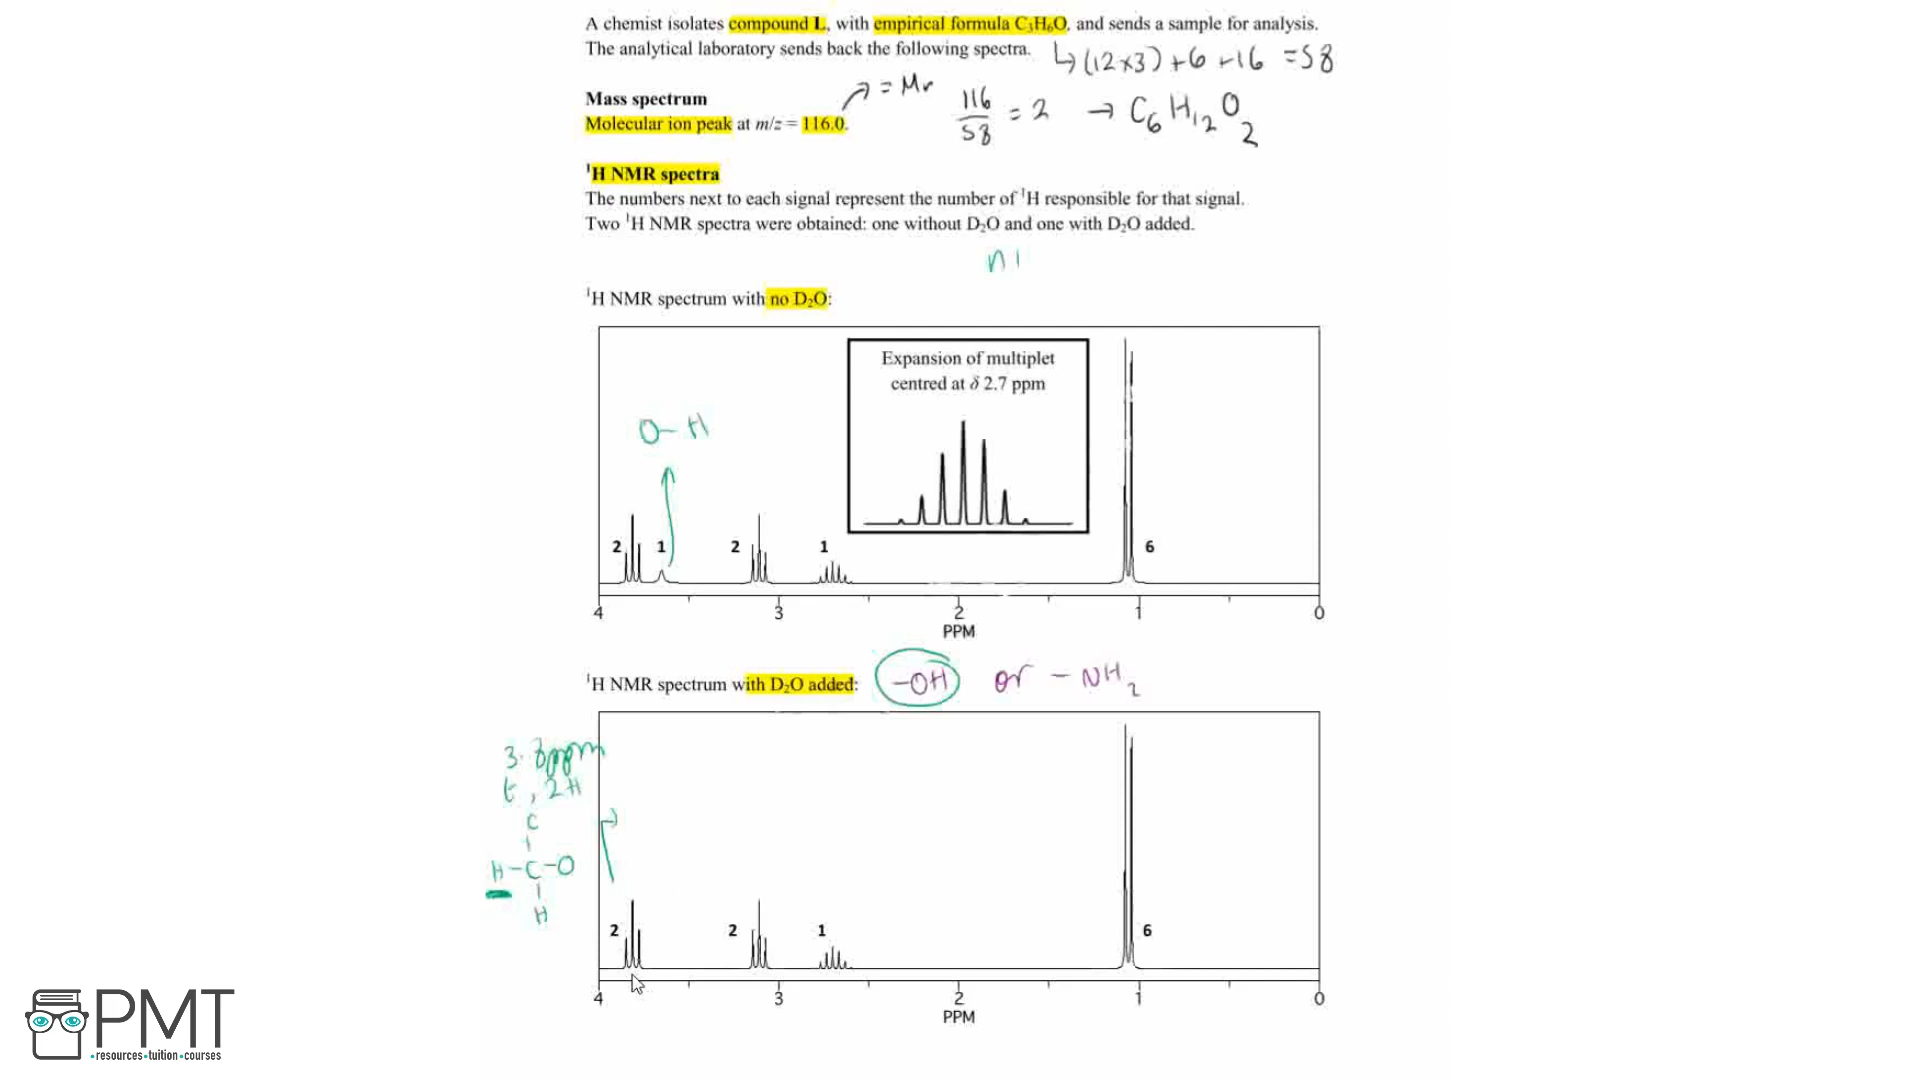 A chemist isolates compound L, with empirical formula C₃H₆O, and sends a sample for analysis.
The analytical laboratory sends back the following spectra. ↳ (12×3) + 6 + 16 = 58
Mass spectrum
↗ = Mr
Molecular ion peak at m/z = 116.0.
116/58 = 2 → C₆H₁₂O₂
¹H NMR spectra
The numbers next to each signal represent the number of ¹H responsible for that signal.
Two ¹H NMR spectra were obtained: one without D₂O and one with D₂O added.
¹H NMR spectrum with no D₂O:
Expansion of multiplet
centred at δ 2.7 ppm
O-H
2 1 2 1 6
4 3 2 1 0
PPM
¹H NMR spectrum with D₂O added: -OH or -NH₂
t, 2H
C
H-C-O
H
2 2 1 6
4 3 2 1 0
PPM
PMT
•resources•tuition•courses